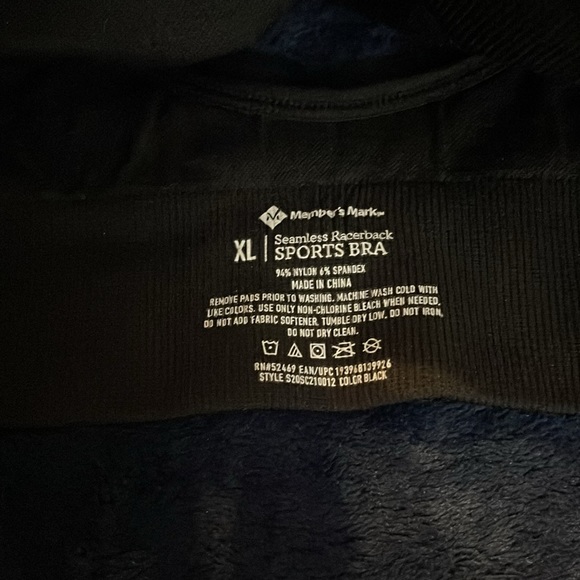 Member's Mark™
XL | Seamless Racerback
SPORTS BRA
94% NYLON 6% SPANDEX
MADE IN CHINA
REMOVE PADS PRIOR TO WASHING. MACHINE WASH COLD WITH
LIKE COLORS. USE ONLY NON-CHLORINE BLEACH WHEN NEEDED.
DO NOT ADD FABRIC SOFTENER. TUMBLE DRY LOW. DO NOT IRON.
DO NOT DRY CLEAN.
RN#52469 EAN/UPC 193968139926
STYLE S20SC210012 COLOR BLACK